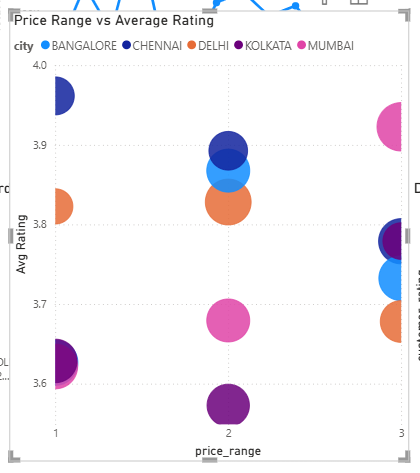 Price Range vs Average Rating
city BANGALORE CHENNAI DELHI KOLKATA MUMBAI
4.0
3.9
3.8
3.7
3.6
Avg Rating
1 2 3
price_range